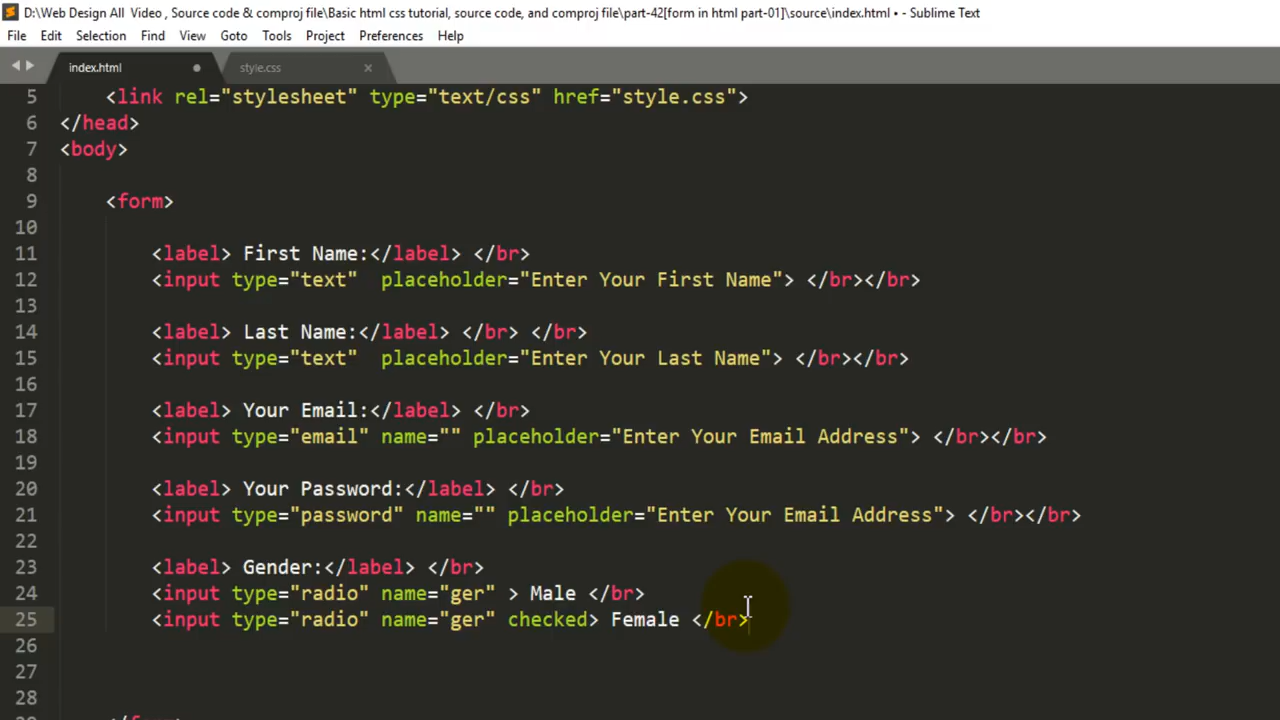 D:\Web Design All  Video , Source code & comproj file\Basic html css tutorial, source code, and comproj file\part-42[form in html part-01]\source\index.html • - Sublime Text
File Edit Selection Find View Goto Tools Project Preferences Help
index.html style.css
5 <link rel="stylesheet" type="text/css" href="style.css">
6 </head>
7 <body>
8
9 <form>
10
11 <label> First Name:</label> </br>
12 <input type="text"  placeholder="Enter Your First Name"> </br></br>
13
14 <label> Last Name:</label> </br> </br>
15 <input type="text"  placeholder="Enter Your Last Name"> </br></br>
16
17 <label> Your Email:</label> </br>
18 <input type="email" name="" placeholder="Enter Your Email Address"> </br></br>
19
20 <label> Your Password:</label> </br>
21 <input type="password" name="" placeholder="Enter Your Email Address"> </br></br>
22
23 <label> Gender:</label> </br>
24 <input type="radio" name="ger" > Male </br>
25 <input type="radio" name="ger" checked> Female </br>
26
27
28